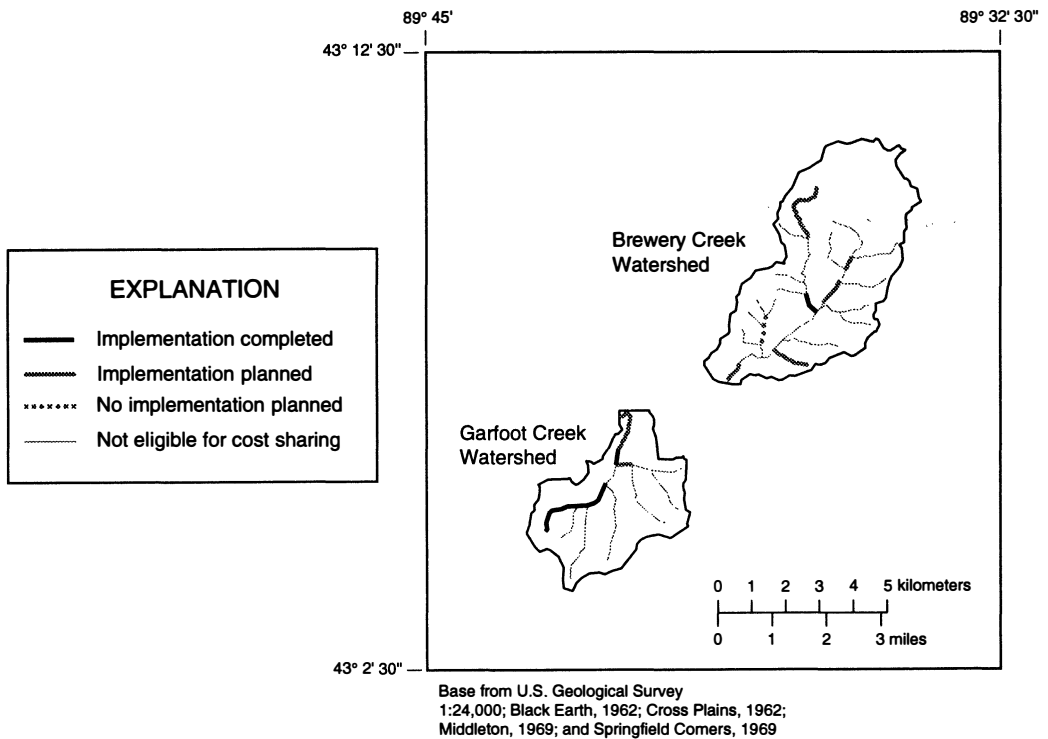 89° 45'
89° 32' 30"
43° 12' 30"
Brewery Creek
Watershed
EXPLANATION
Implementation completed
Implementation planned
No implementation planned
Not eligible for cost sharing
Garfoot Creek
Watershed
0 1 2 3 4 5 kilometers
0 1 2 3 miles
43° 2' 30"
Base from U.S. Geological Survey
1:24,000; Black Earth, 1962; Cross Plains, 1962;
Middleton, 1969; and Springfield Corners, 1969